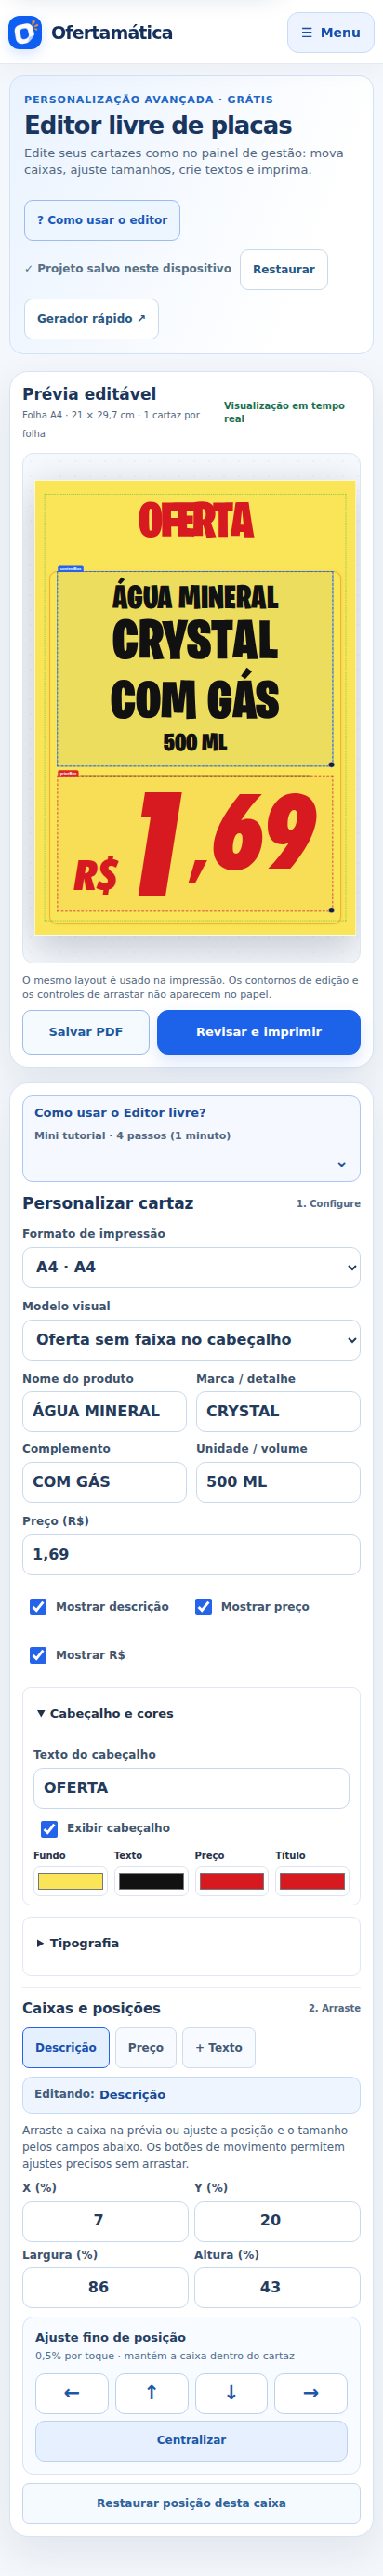 Ofertamática
☰ Menu
PERSONALIZAÇÃO AVANÇADA · GRÁTIS
Editor livre de placas
Edite seus cartazes como no painel de gestão: mova
caixas, ajuste tamanhos, crie textos e imprima.
? Como usar o editor
✓ Projeto salvo neste dispositivo
Restaurar
Gerador rápido ↗
Prévia editável
Folha A4 · 21 × 29,7 cm · 1 cartaz por
folha
Visualização em tempo
real
OFERTA
ÁGUA MINERAL
CRYSTAL
COM GÁS
500 ML
R$ 1,69
O mesmo layout é usado na impressão. Os contornos de edição e
os controles de arrastar não aparecem no papel.
Salvar PDF
Revisar e imprimir
Como usar o Editor livre?
Mini tutorial · 4 passos (1 minuto)
Personalizar cartaz
1. Configure
Formato de impressão
A4 · A4
Modelo visual
Oferta sem faixa no cabeçalho
Nome do produto
Marca / detalhe
ÁGUA MINERAL
CRYSTAL
Complemento
Unidade / volume
COM GÁS
500 ML
Preço (R$)
1,69
Mostrar descrição
Mostrar preço
Mostrar R$
▼ Cabeçalho e cores
Texto do cabeçalho
OFERTA
Exibir cabeçalho
Fundo
Texto
Preço
Título
▶ Tipografia
Caixas e posições
2. Arraste
Descrição
Preço
+ Texto
Editando: Descrição
Arraste a caixa na prévia ou ajuste a posição e o tamanho
pelos campos abaixo. Os botões de movimento permitem
ajustes precisos sem arrastar.
X (%)
Y (%)
7
20
Largura (%)
Altura (%)
86
43
Ajuste fino de posição
0,5% por toque · mantém a caixa dentro do cartaz
← ↑ ↓ →
Centralizar
Restaurar posição desta caixa